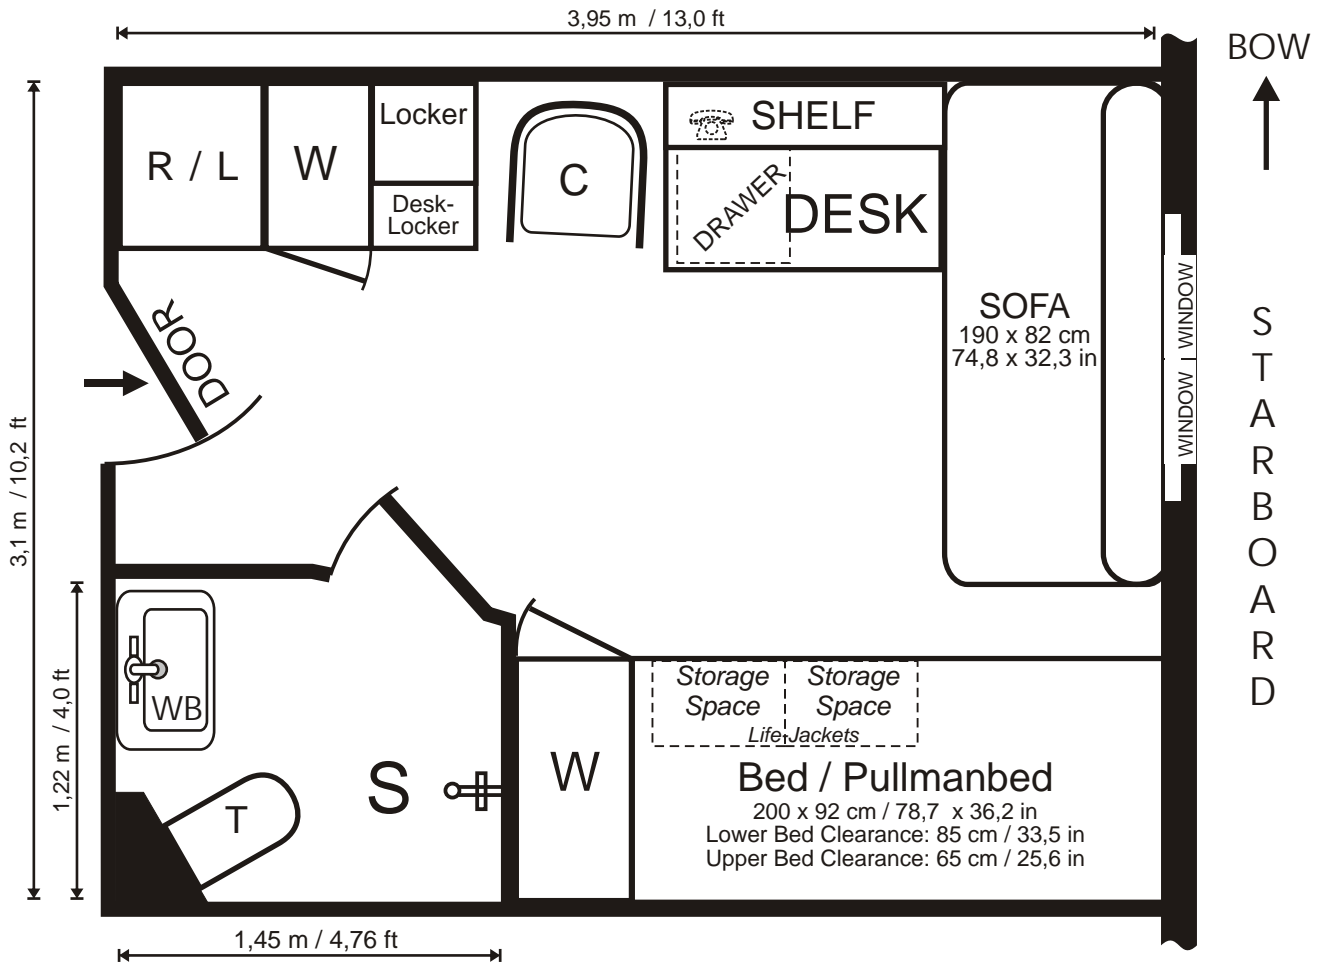 3,95 m / 13,0 ft
BOW
R / L
W
Locker
Desk-
Locker
C
SHELF
DRAWER
DESK
SOFA
190 x 82 cm
74,8 x 32,3 in
WINDOW
WINDOW
STARBOARD
DOOR
3,1 m / 10,2 ft
1,22 m / 4,0 ft
WB
T
S
W
Storage
Space
Storage
Space
Life-Jackets
Bed / Pullmanbed
200 x 92 cm / 78,7 x 36,2 in
Lower Bed Clearance: 85 cm / 33,5 in
Upper Bed Clearance: 65 cm / 25,6 in
1,45 m / 4,76 ft